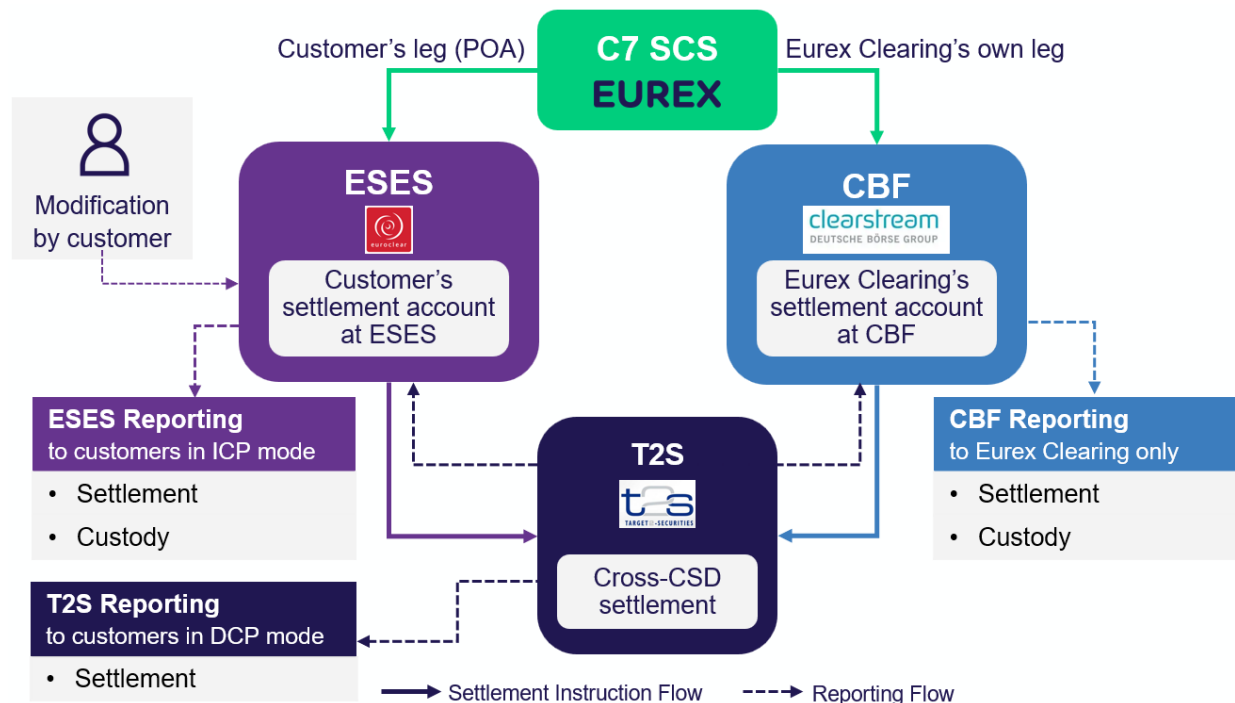 Customer's leg (POA)
C7 SCS
EUREX
Eurex Clearing's own leg
Modification
by customer
ESES
euroclear
Customer's
settlement account
at ESES
CBF
clearstream
DEUTSCHE BÖRSE GROUP
Eurex Clearing's
settlement account
at CBF
ESES Reporting
to customers in ICP mode
• Settlement
• Custody
T2S
t2s
TARGET2-SECURITIES
Cross-CSD
settlement
CBF Reporting
to Eurex Clearing only
• Settlement
• Custody
T2S Reporting
to customers in DCP mode
• Settlement
Settlement Instruction Flow
Reporting Flow